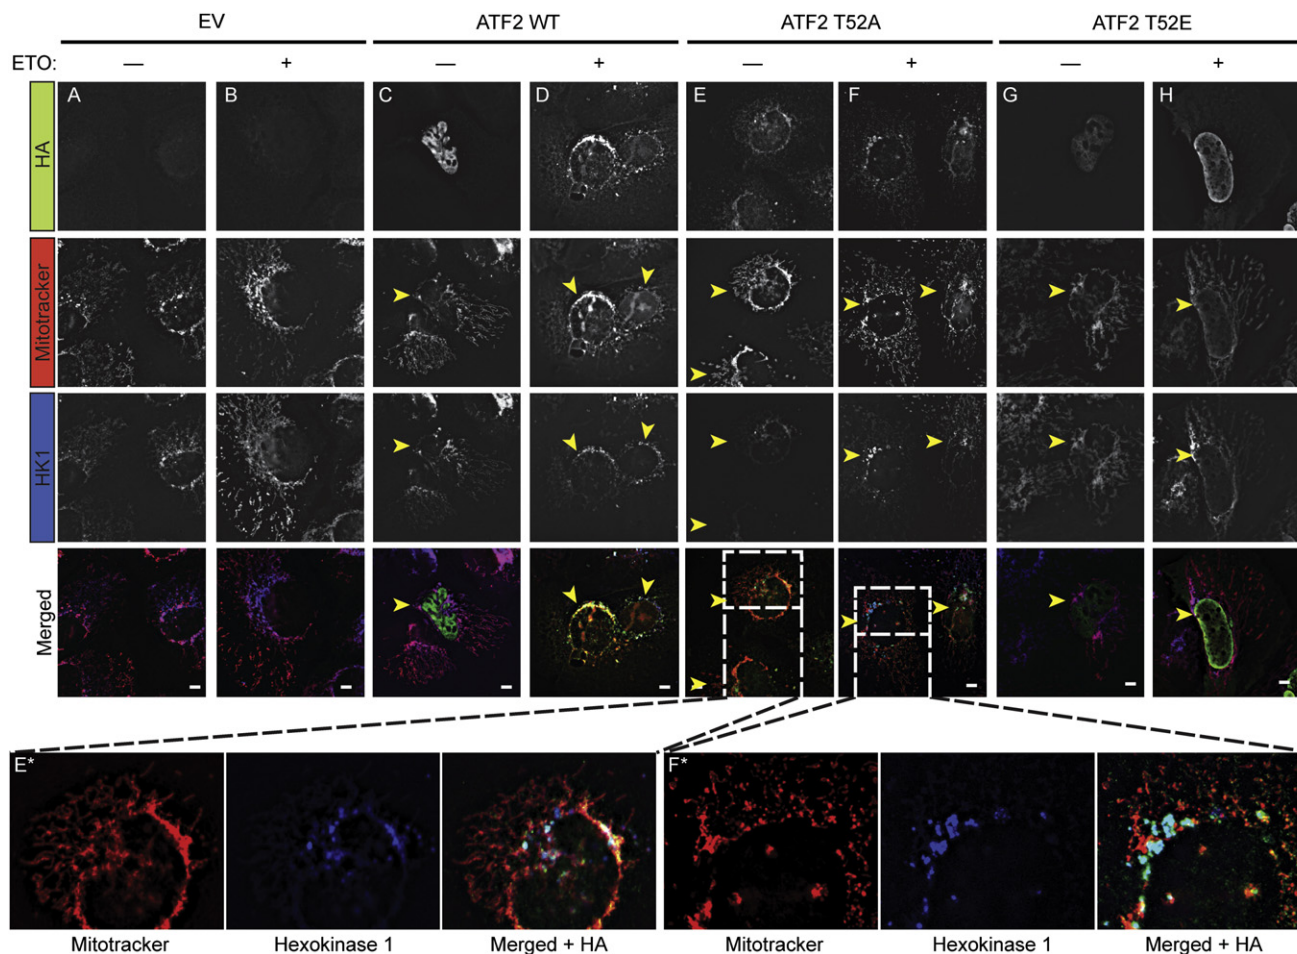 EV ATF2 WT ATF2 T52A ATF2 T52E
ETO: — + — + — + — +
HA A B C D E F G H
Mitotracker
HK1
Merged
E* F*
Mitotracker Hexokinase 1 Merged + HA Mitotracker Hexokinase 1 Merged + HA